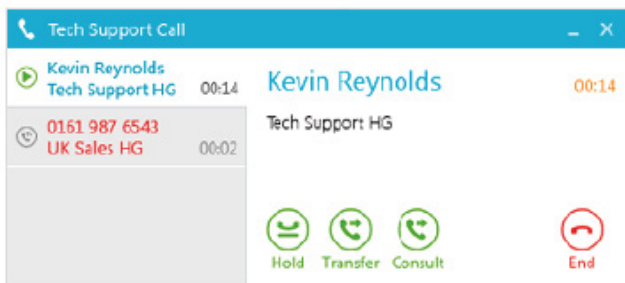 Tech Support Call
Kevin Reynolds
Tech Support HG 00:14
0161 987 6543
UK Sales HG 00:02
Kevin Reynolds 00:14
Tech Support HG
Hold Transfer Consult End